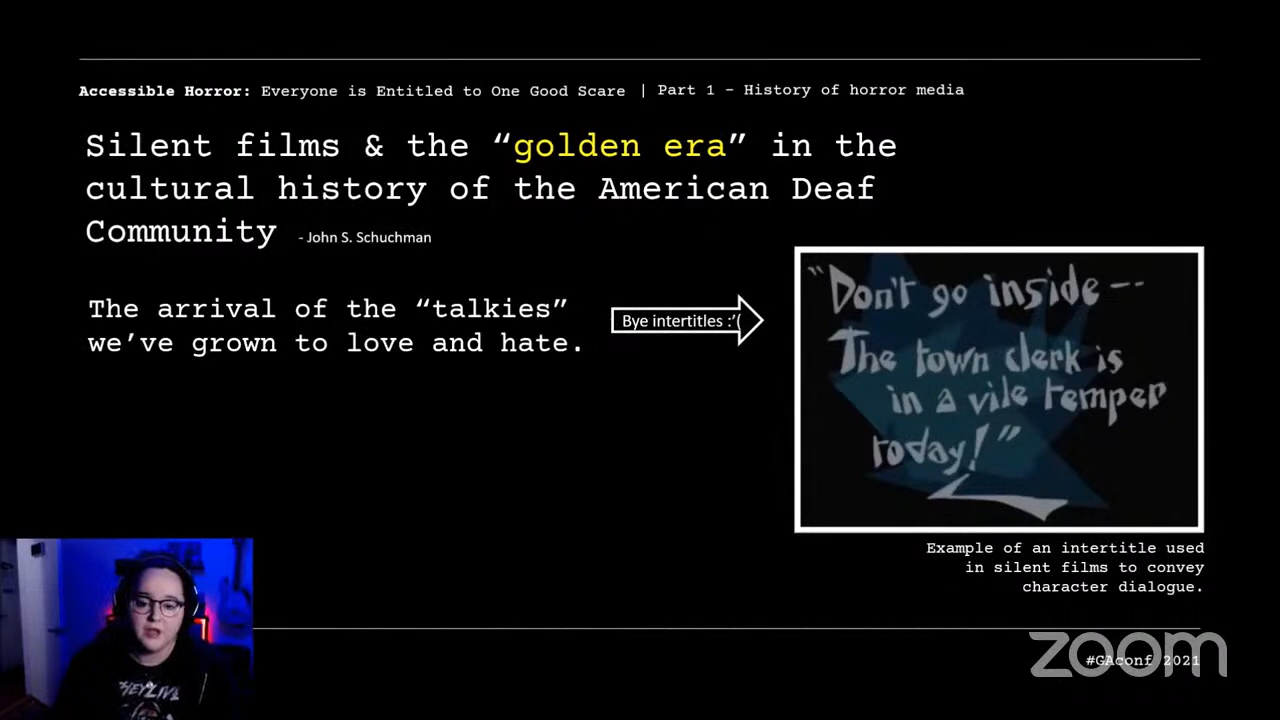 Accessible Horror: Everyone is Entitled to One Good Scare | Part 1 - History of horror media
Silent films & the “golden era” in the
cultural history of the American Deaf
Community - John S. Schuchman
The arrival of the “talkies”
we’ve grown to love and hate.
Bye intertitles :’(
“Don't go inside--
The town clerk is
in a vile temper
today!”
Example of an intertitle used
in silent films to convey
character dialogue.
THEY LIVE
zoom
#GAconf 2021